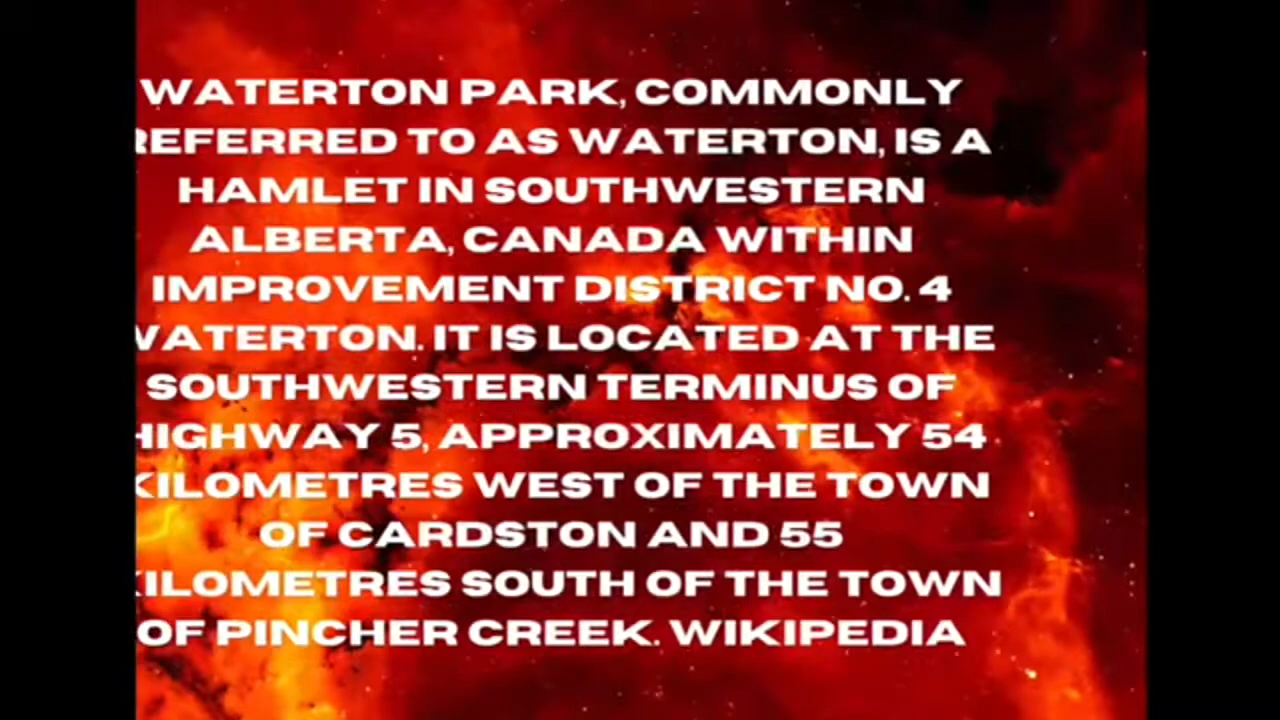 WATERTON PARK, COMMONLY
REFERRED TO AS WATERTON, IS A
HAMLET IN SOUTHWESTERN
ALBERTA, CANADA WITHIN
IMPROVEMENT DISTRICT NO. 4
WATERTON. IT IS LOCATED AT THE
SOUTHWESTERN TERMINUS OF
HIGHWAY 5, APPROXIMATELY 54
KILOMETRES WEST OF THE TOWN
OF CARDSTON AND 55
KILOMETRES SOUTH OF THE TOWN
OF PINCHER CREEK. WIKIPEDIA